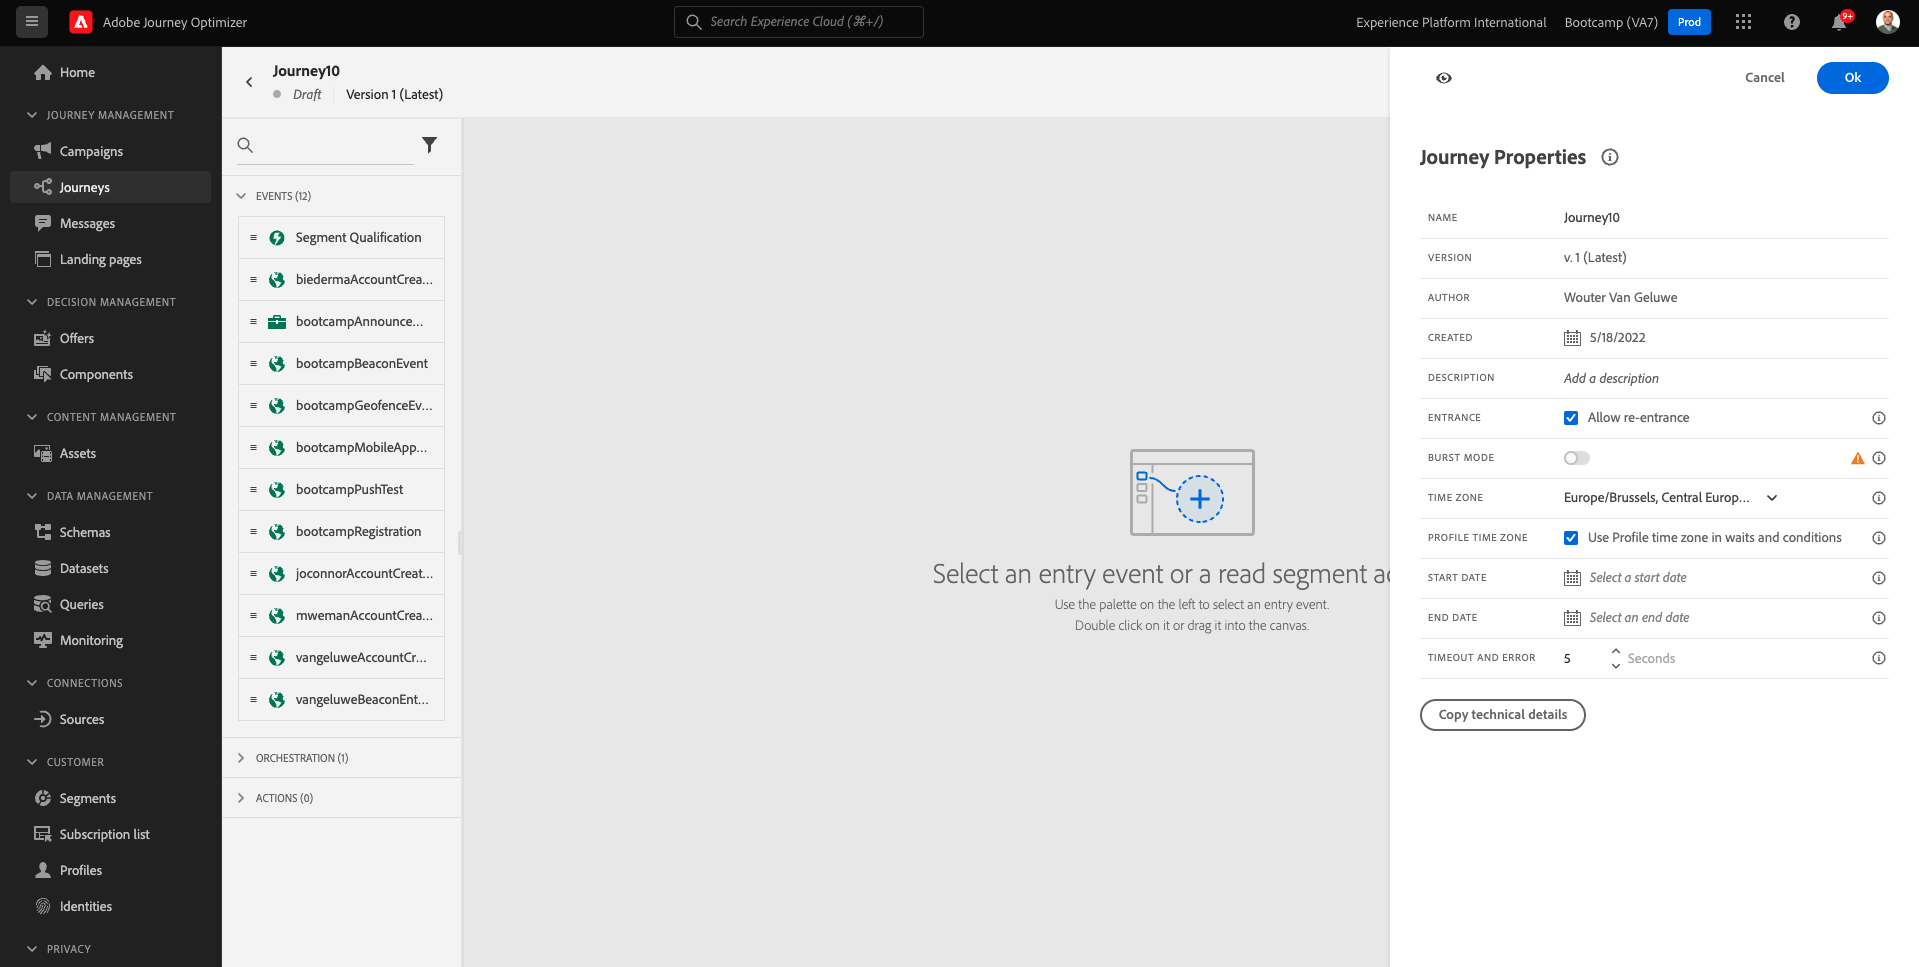 Adobe Journey Optimizer
Search Experience Cloud (⌘+/)
Experience Platform International
Bootcamp (VA7)
Prod
9+
Home
JOURNEY MANAGEMENT
Campaigns
Journeys
Messages
Landing pages
DECISION MANAGEMENT
Offers
Components
CONTENT MANAGEMENT
Assets
DATA MANAGEMENT
Schemas
Datasets
Queries
Monitoring
CONNECTIONS
Sources
CUSTOMER
Segments
Subscription list
Profiles
Identities
PRIVACY
Journey10
Draft
Version 1 (Latest)
EVENTS (12)
Segment Qualification
biedermaAccountCrea...
bootcampAnnounce...
bootcampBeaconEvent
bootcampGeofenceEv...
bootcampMobileApp...
bootcampPushTest
bootcampRegistration
joconnorAccountCreat...
mwemanAccountCrea...
vangeluweAccountCr...
vangeluweBeaconEnt...
ORCHESTRATION (1)
ACTIONS (0)
Select an entry event or a read segment ac
Use the palette on the left to select an entry event.
Double click on it or drag it into the canvas.
Cancel
Ok
Journey Properties
NAME Journey10
VERSION v. 1 (Latest)
AUTHOR Wouter Van Geluwe
CREATED 5/18/2022
DESCRIPTION Add a description
ENTRANCE Allow re-entrance
BURST MODE
TIME ZONE Europe/Brussels, Central Europ...
PROFILE TIME ZONE Use Profile time zone in waits and conditions
START DATE Select a start date
END DATE Select an end date
TIMEOUT AND ERROR 5 Seconds
Copy technical details